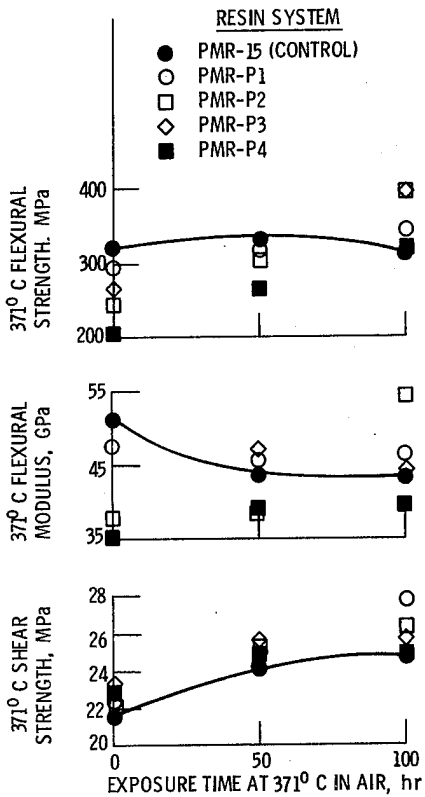 RESIN SYSTEM
PMR-15 (CONTROL)
PMR-P1
PMR-P2
PMR-P3
PMR-P4
371⁰ C FLEXURAL
STRENGTH. MPa
400
300
200
371⁰ C FLEXURAL
MODULUS, GPa
55
45
35
371⁰ C SHEAR
STRENGTH, MPa
28
26
24
22
20
0
50
100
EXPOSURE TIME AT 371⁰ C IN AIR, hr